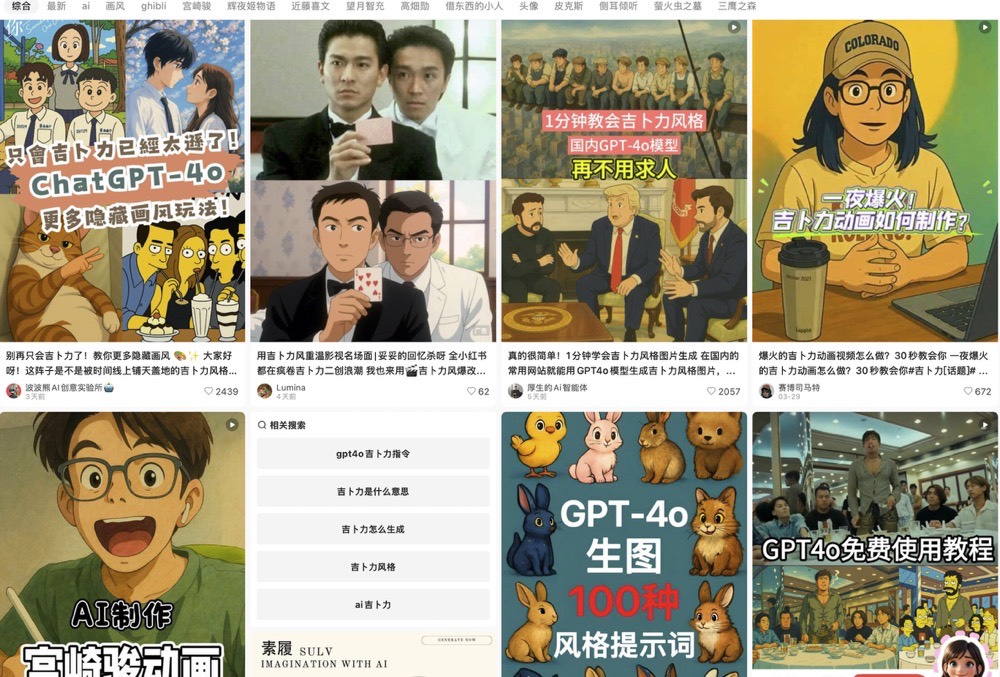 综合 最新 ai 画风 ghibli 宫崎骏 辉夜姬物语 近藤喜文 望月智充 高畑勋 借东西的小人 头像 皮克斯 侧耳倾听 萤火虫之墓 三鹰之森
只會吉卜力已經太遜了!
ChatGPT-4o
更多隐藏画风玩法!
别再只会吉卜力了!教你更多隐藏画风🎨✨ 大家好
呀!这阵子是不是被时间线上铺天盖地的吉卜力风格...
波波熊AI创意实验所
3天前
2439
广告
用吉卜力风重温影视名场面|妥妥的回忆杀呀 全小红书
都在疯卷吉卜力二创浪潮 我也来用🎬吉卜力风爆改...
Lumina
4天前
62
1分钟教会吉卜力风格
国内GPT-4o模型
再不用求人
真的很简单!1分钟学会吉卜力风格图片生成 在国内的
常用网站就能用GPT4o模型生成吉卜力风格图片,...
厚生的Ai智能体
5天前
2057
COLORADO
一夜爆火!
吉卜力动画如何制作?
爆火的吉卜力动画视频怎么做?30秒教会你 一夜爆火
的吉卜力动画怎么做?30秒教会你#吉卜力[话题]# ...
赛博司马特
03-29
672
AI制作
宫崎骏动画
相关搜索
gpt4o吉卜力指令
吉卜力是什么意思
吉卜力怎么生成
吉卜力风格
ai吉卜力
素履 SULV
GENERATE NOW
IMAGINATION WITH AI
GPT-4o
生图
100种
风格提示词
GPT4o免费使用教程